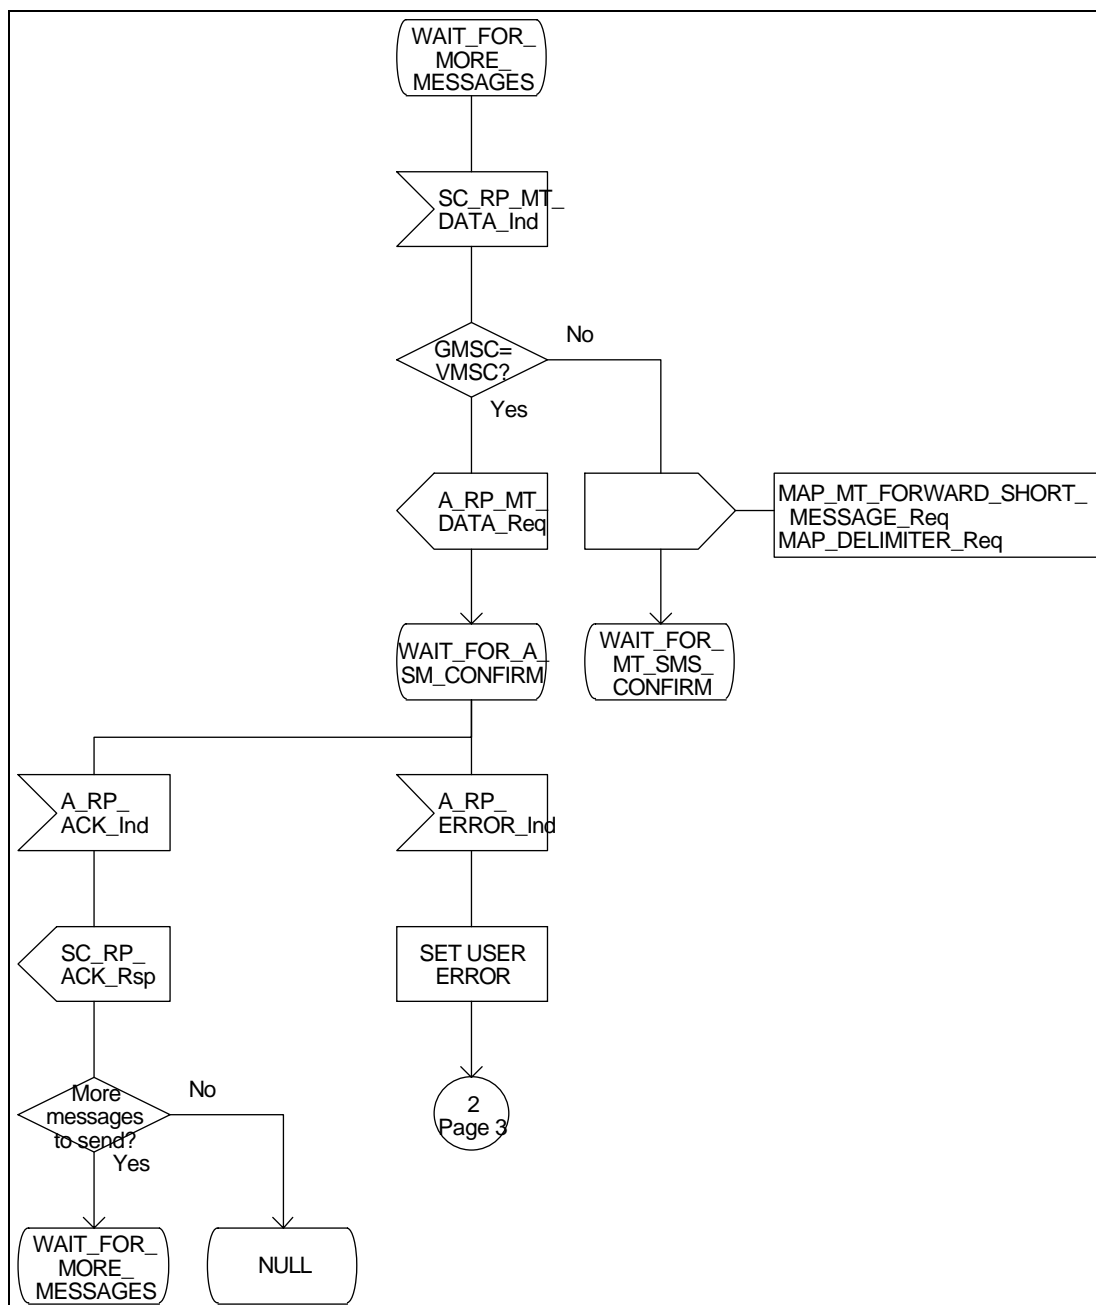 WAIT_FOR_
MORE_
MESSAGES
SC_RP_MT_
DATA_Ind
GMSC=
VMSC?
No
Yes
A_RP_MT_
DATA_Req
MAP_MT_FORWARD_SHORT_
MESSAGE_Req
MAP_DELIMITER_Req
WAIT_FOR_A_
SM_CONFIRM
WAIT_FOR_
MT_SMS_
CONFIRM
A_RP_
ACK_Ind
A_RP_
ERROR_Ind
SC_RP_
ACK_Rsp
SET USER
ERROR
More
messages
to send?
No
Yes
2
Page 3
WAIT_FOR_
MORE_
MESSAGES
NULL